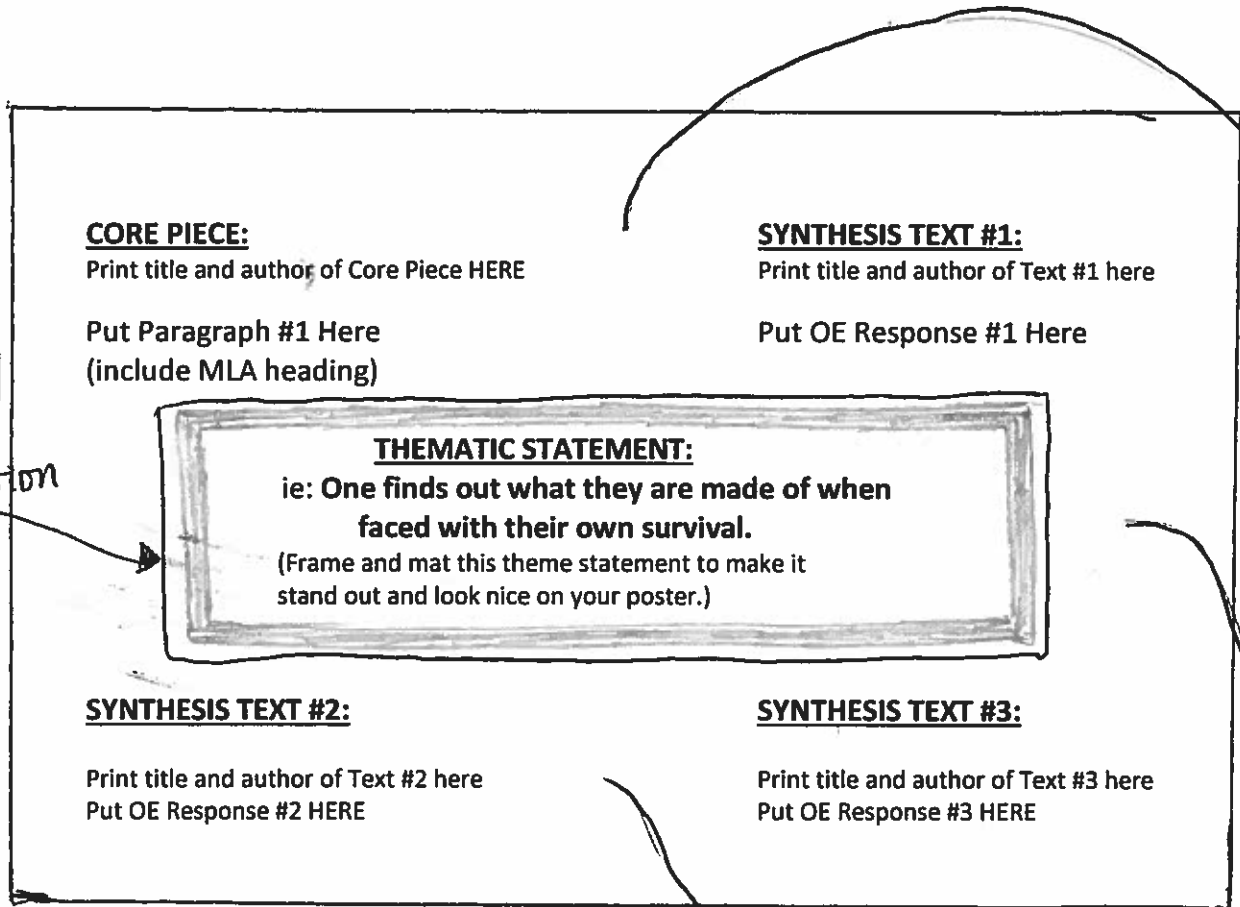 CORE PIECE:
Print title and author of Core Piece HERE
Put Paragraph #1 Here
(include MLA heading)
SYNTHESIS TEXT #1:
Print title and author of Text #1 here
Put OE Response #1 Here
THEMATIC STATEMENT:
ie: One finds out what they are made of when
faced with their own survival.
(Frame and mat this theme statement to make it
stand out and look nice on your poster.)
SYNTHESIS TEXT #2:
Print title and author of Text #2 here
Put OE Response #2 HERE
SYNTHESIS TEXT #3:
Print title and author of Text #3 here
Put OE Response #3 HERE